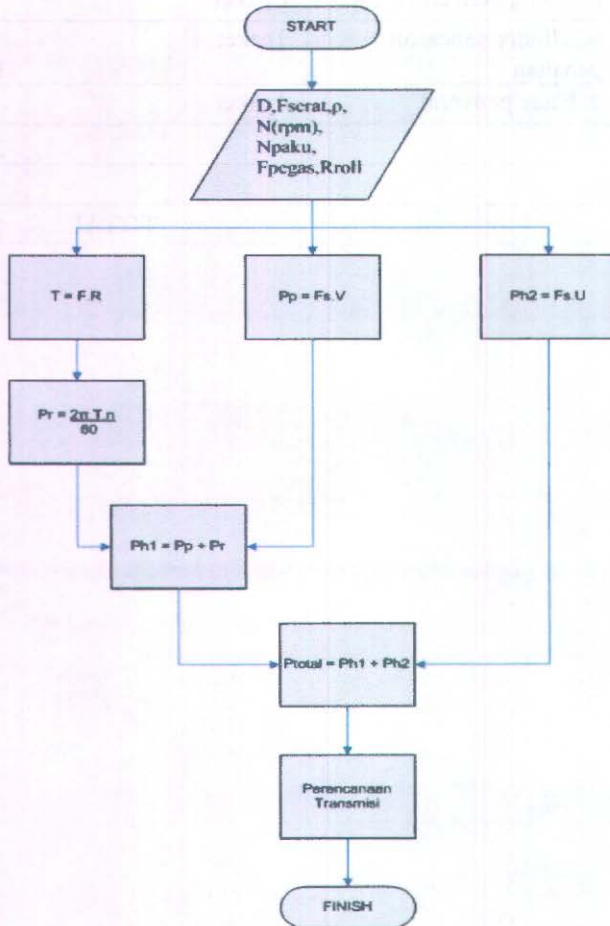 START
D,Fserat,ρ,
N(rpm),
Npaku,
Fpegas,Rroll
T = F.R
Pp = Fs.V
Ph2 = Fs.U
Pr = 2π T.n
60
Ph1 = Pp + Pr
Ptotal = Ph1 + Ph2
Perancanaan
Transmisi
FINISH